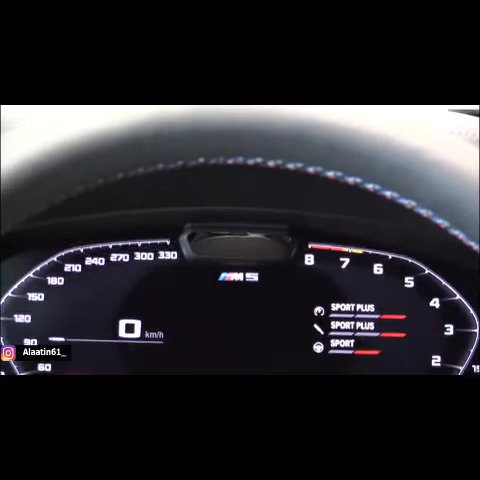 210 240 270 300 330
180
150
120
90
60
M5
0 km/h
8 7 6 5 4 3 2
SPORT PLUS
SPORT PLUS
SPORT
Alaatin61_